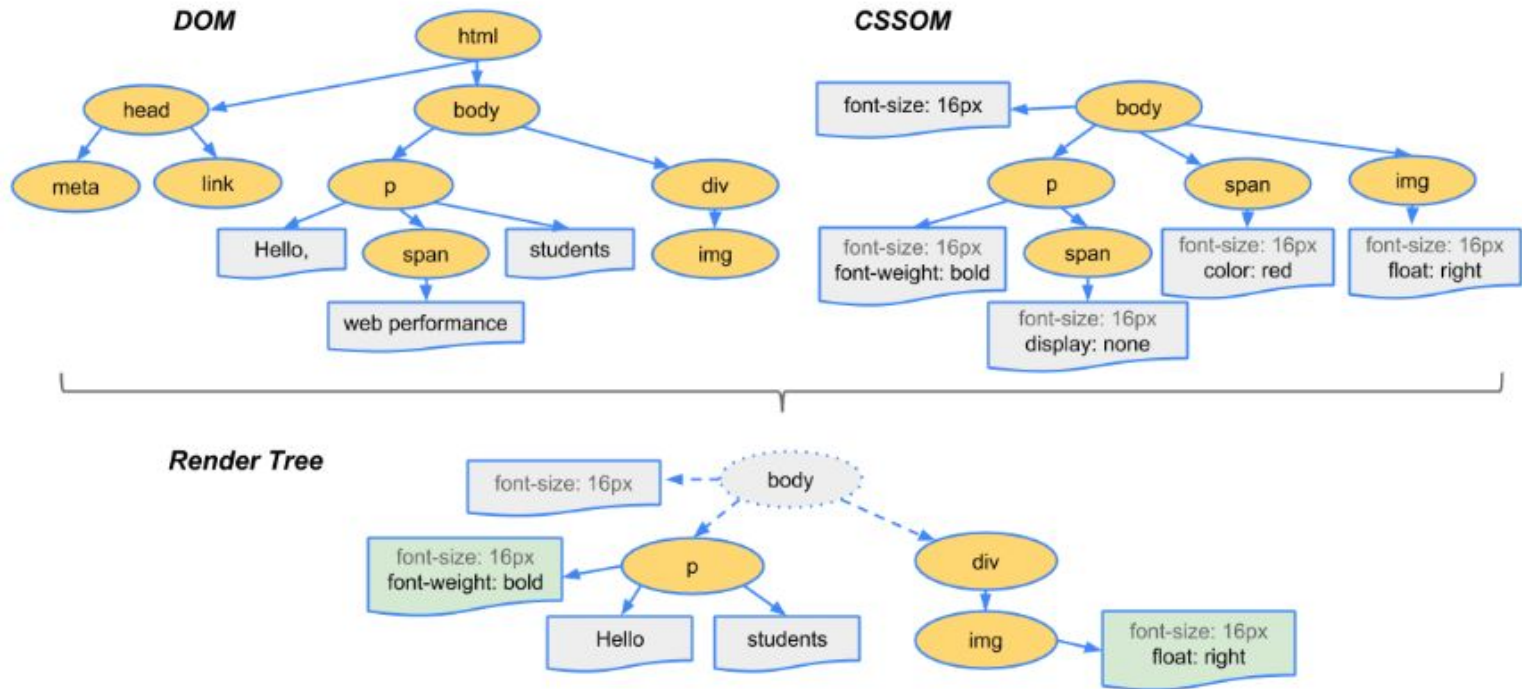 DOM
CSSOM
html
head
body
meta
link
p
div
Hello,
span
students
img
web performance
font-size: 16px
body
p
span
img
font-size: 16px
font-weight: bold
span
font-size: 16px
color: red
font-size: 16px
float: right
font-size: 16px
display: none
Render Tree
font-size: 16px
body
font-size: 16px
font-weight: bold
p
div
Hello
students
img
font-size: 16px
float: right